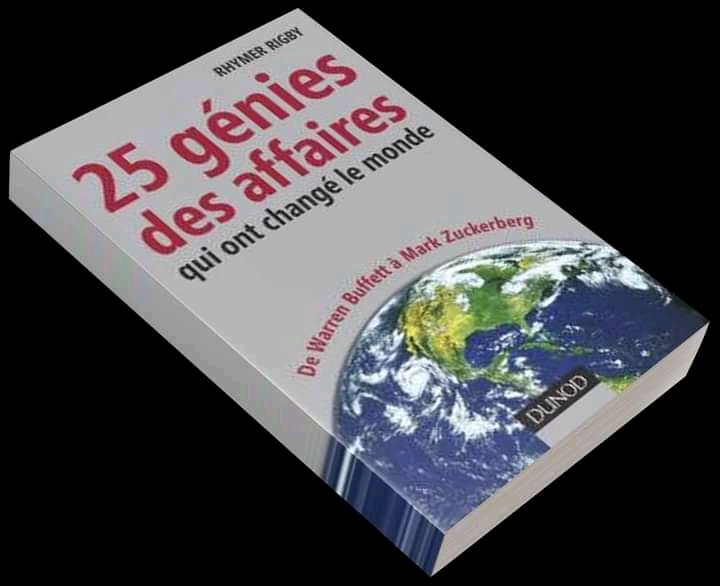 RHYMER RIGBY
25 génies
des affaires
qui ont changé le monde
De Warren Buffett à Mark Zuckerberg
DUNOD